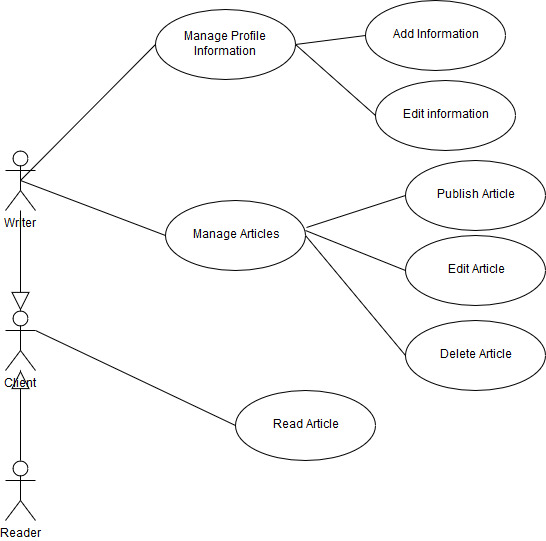 Manage Profile
Information
Add Information
Edit information
Writer
Manage Articles
Publish Article
Edit Article
Delete Article
Client
Read Article
Reader